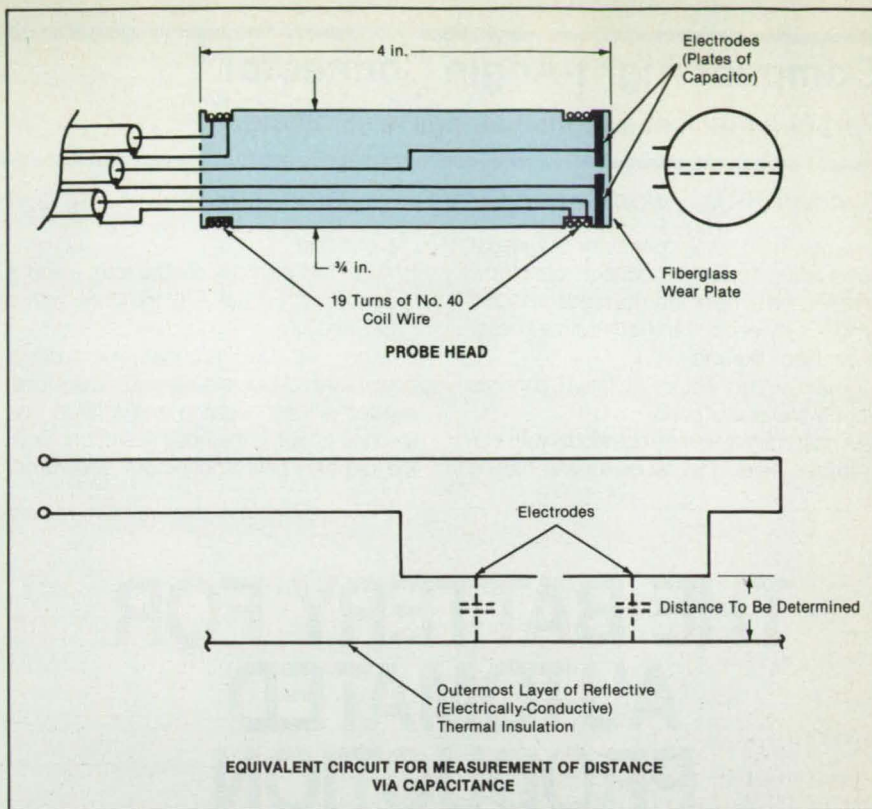 4 in.
Electrodes
(Plates of
Capacitor)
¾ in.
Fiberglass
Wear Plate
19 Turns of No. 40
Coil Wire
PROBE HEAD
Electrodes
Distance To Be Determined
Outermost Layer of Reflective
(Electrically-Conductive)
Thermal Insulation
EQUIVALENT CIRCUIT FOR MEASUREMENT OF DISTANCE
VIA CAPACITANCE